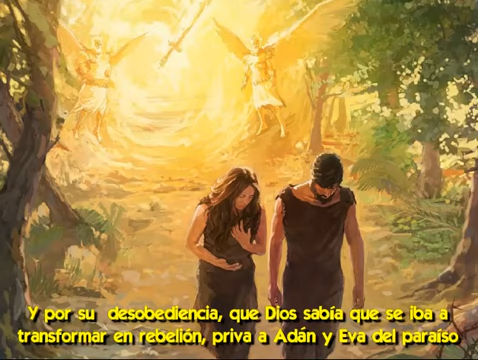 Y por su desobediencia, que Dios sabía que se iba a
transformar en rebelión, priva a Adán y Eva del paraíso